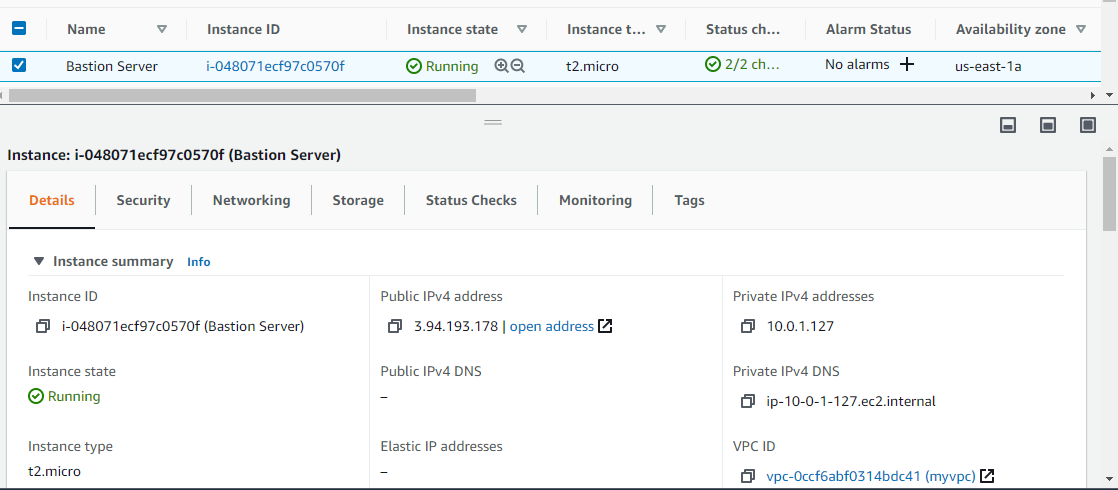 Name Instance ID Instance state Instance t... Status ch... Alarm Status Availability zone
Bastion Server i-048071ecf97c0570f Running t2.micro 2/2 ch... No alarms + us-east-1a
Instance: i-048071ecf97c0570f (Bastion Server)
Details Security Networking Storage Status Checks Monitoring Tags
Instance summary Info
Instance ID Public IPv4 address Private IPv4 addresses
i-048071ecf97c0570f (Bastion Server) 3.94.193.178 | open address 10.0.1.127
Instance state Public IPv4 DNS Private IPv4 DNS
Running – ip-10-0-1-127.ec2.internal
Instance type Elastic IP addresses VPC ID
t2.micro – vpc-0ccf6abf0314bdc41 (myvpc)